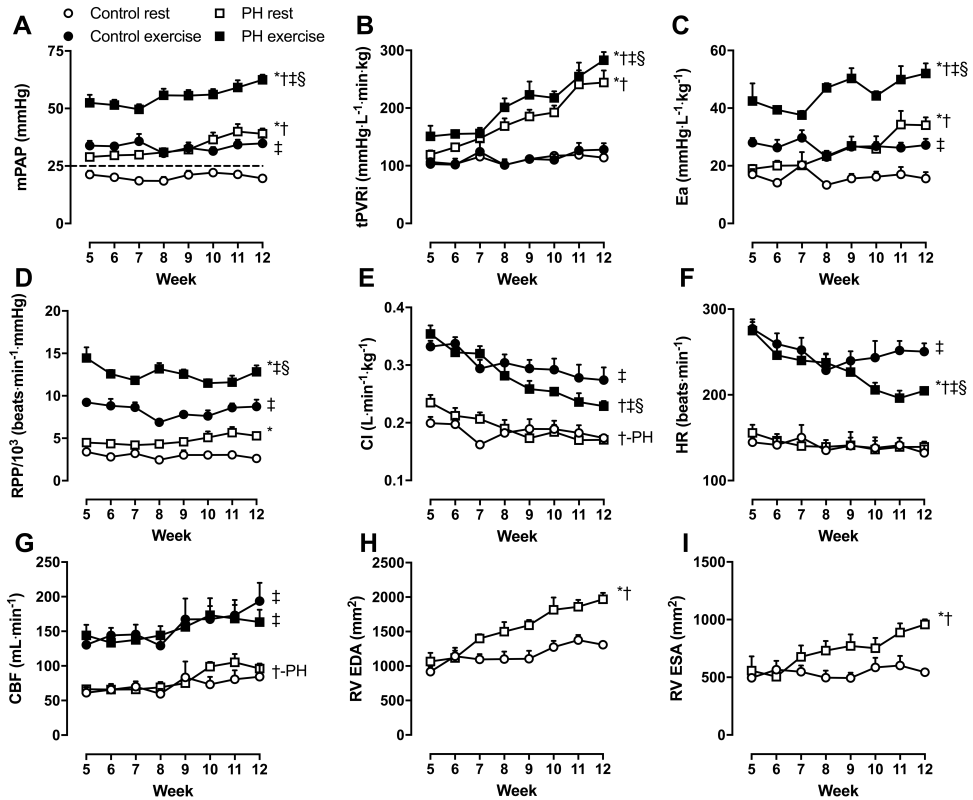 Control rest
PH rest
Control exercise
PH exercise
A
mPAP (mmHg)
75
50
25
0
*†‡§
*†
‡
5 6 7 8 9 10 11 12
Week
B
tPVRi (mmHg·L⁻¹·min·kg)
300
200
100
0
*†‡§
*†
5 6 7 8 9 10 11 12
Week
C
Ea (mmHg·L⁻¹·kg⁻¹)
60
40
20
0
*†‡§
*†
‡
5 6 7 8 9 10 11 12
Week
D
RPP/10³ (beats·min⁻¹·mmHg)
20
15
10
5
0
*‡§
‡
*
5 6 7 8 9 10 11 12
Week
E
CI (L·min⁻¹·kg⁻¹)
0.4
0.3
0.2
0.1
‡
†‡§
†-PH
5 6 7 8 9 10 11 12
Week
F
HR (beats·min⁻¹)
300
200
100
‡
*†‡§
5 6 7 8 9 10 11 12
Week
G
CBF (mL·min⁻¹)
250
200
150
100
50
0
‡
‡
†-PH
5 6 7 8 9 10 11 12
Week
H
RV EDA (mm²)
2500
2000
1500
1000
500
0
*†
5 6 7 8 9 10 11 12
Week
I
RV ESA (mm²)
1500
1000
500
0
*†
5 6 7 8 9 10 11 12
Week